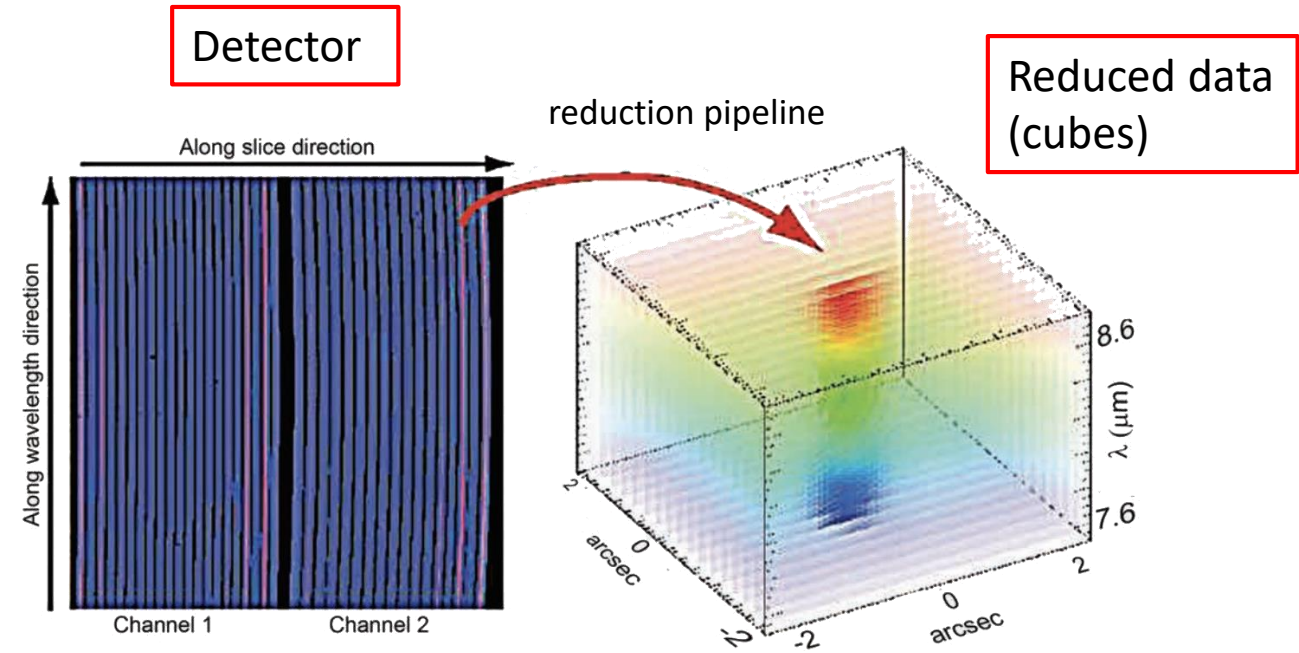 Detector
Reduced data
(cubes)
reduction pipeline
Along slice direction
Along wavelength direction
Channel 1
Channel 2
8.6
λ (μm)
7.6
2
0
-2
arcsec
-2
0
2
arcsec